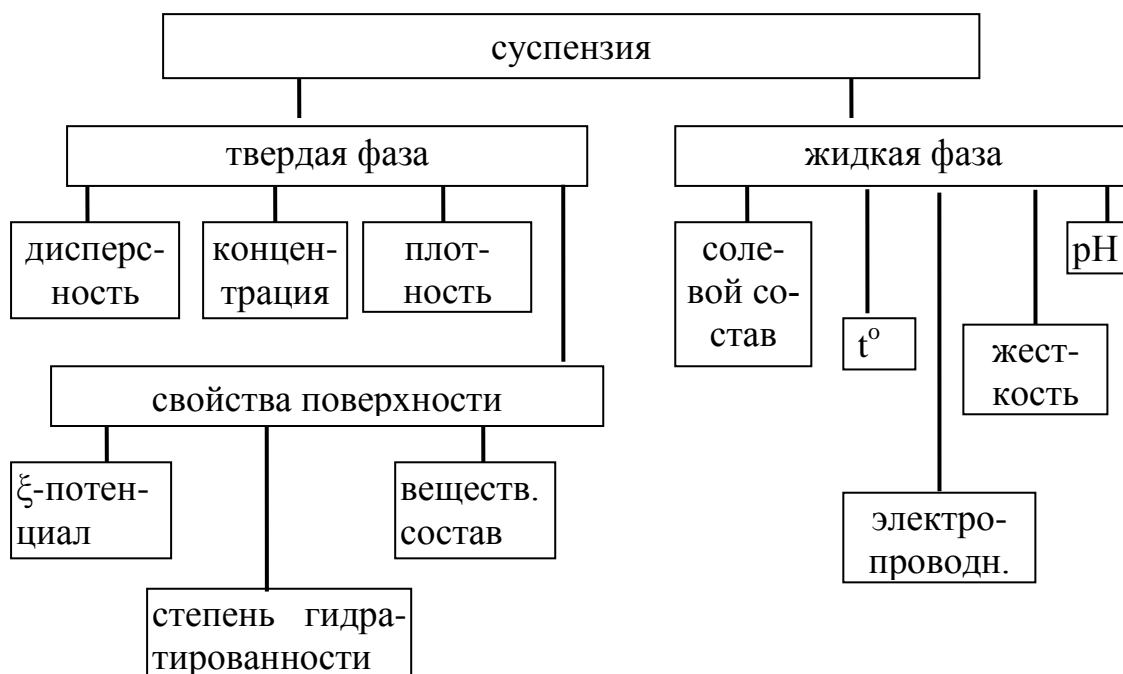 суспензия
твердая фаза
жидкая фаза
дисперс-
ность
концен-
трация
плот-
ность
соле-
вой со-
став
t°
жест-
кость
pH
свойства поверхности
ξ-потен-
циал
веществ.
состав
электро-
проводн.
степень гидра-
тированности